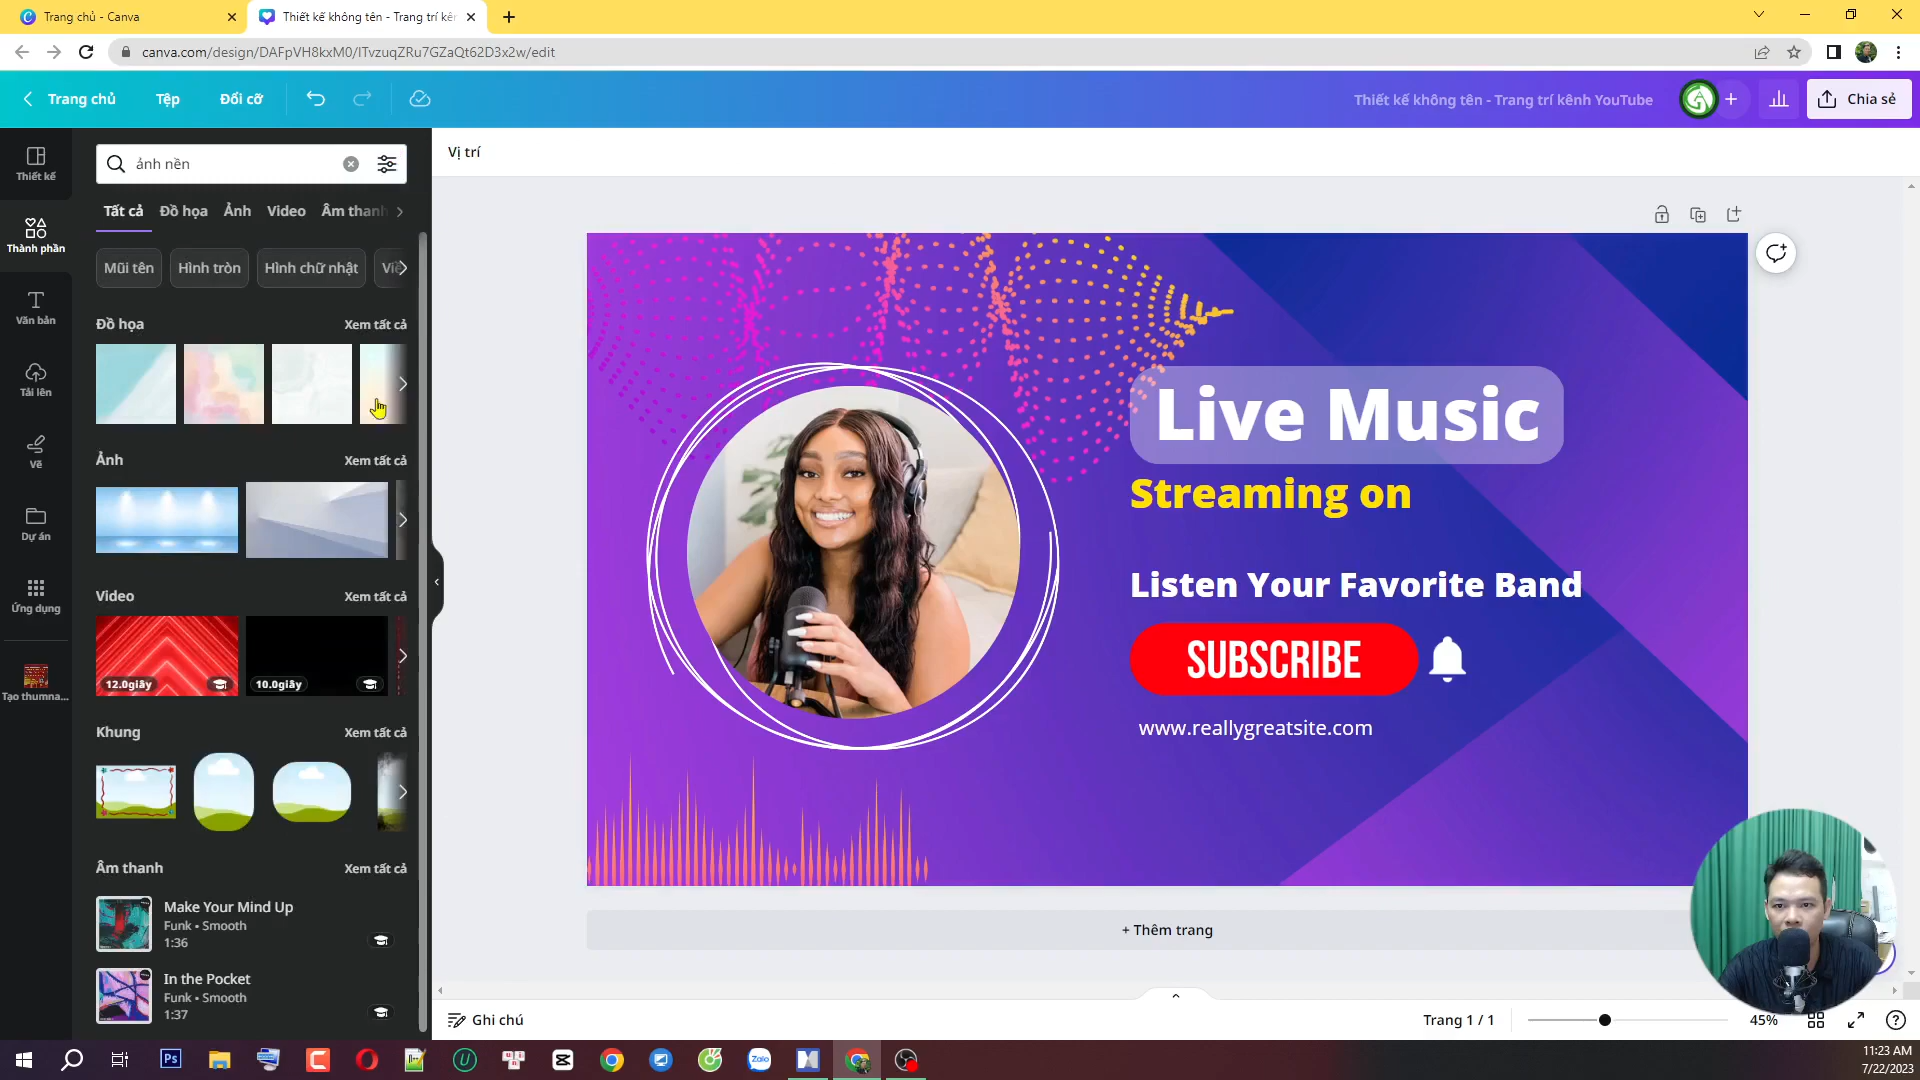 Trang chủ - Canva
Thiết kế không tên - Trang trí kên
canva.com/design/DAFpVH8kxM0/ITvzuqZRu7GZaQt62D3x2w/edit
Trang chủ
Tệp
Đổi cỡ
Thiết kế không tên - Trang trí kênh YouTube
Chia sẻ
Thiết kế
Thành phần
Văn bản
Tải lên
Vẽ
Dự án
Ứng dụng
Tạo thumna...
ảnh nền
Tất cả
Đồ họa
Ảnh
Video
Âm thanh
Mũi tên
Hình tròn
Hình chữ nhật
Đồ họa
Xem tất cả
Ảnh
Xem tất cả
Video
Xem tất cả
12.0giây
10.0giây
Khung
Xem tất cả
Âm thanh
Xem tất cả
Make Your Mind Up
Funk • Smooth
1:36
In the Pocket
Funk • Smooth
1:37
Vị trí
Live Music
Streaming on
Listen Your Favorite Band
SUBSCRIBE
www.reallygreatsite.com
+ Thêm trang
Ghi chú
Trang 1 / 1
45%
Ps
Zalo
11:23 AM
7/22/2023